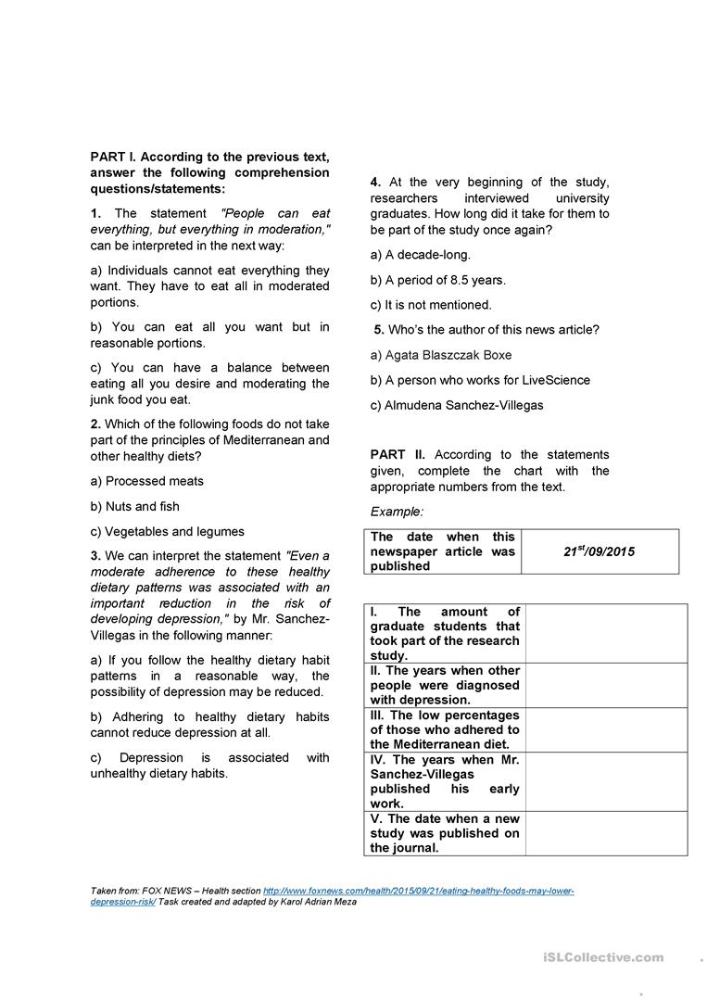 PART I. According to the previous text,
answer the following comprehension
questions/statements:
1. The statement "People can eat
everything, but everything in moderation,"
can be interpreted in the next way:
a) Individuals cannot eat everything they
want. They have to eat all in moderated
portions.
b) You can eat all you want but in
reasonable portions.
c) You can have a balance between
eating all you desire and moderating the
junk food you eat.
2. Which of the following foods do not take
part of the principles of Mediterranean and
other healthy diets?
a) Processed meats
b) Nuts and fish
c) Vegetables and legumes
3. We can interpret the statement "Even a
moderate adherence to these healthy
dietary patterns was associated with an
important reduction in the risk of
developing depression," by Mr. Sanchez-
Villegas in the following manner:
a) If you follow the healthy dietary habit
patterns in a reasonable way, the
possibility of depression may be reduced.
b) Adhering to healthy dietary habits
cannot reduce depression at all.
c) Depression is associated with
unhealthy dietary habits.
4. At the very beginning of the study,
researchers interviewed university
graduates. How long did it take for them to
be part of the study once again?
a) A decade-long.
b) A period of 8.5 years.
c) It is not mentioned.
5. Who's the author of this news article?
a) Agata Blaszczak Boxe
b) A person who works for LiveScience
c) Almudena Sanchez-Villegas
PART II. According to the statements
given, complete the chart with the
appropriate numbers from the text.
Example:
The date when this
newspaper article was
published
21st/09/2015
I. The amount of
graduate students that
took part of the research
study.
II. The years when other
people were diagnosed
with depression.
III. The low percentages
of those who adhered to
the Mediterranean diet.
IV. The years when Mr.
Sanchez-Villegas
published his early
work.
V. The date when a new
study was published on
the journal.
Taken from: FOX NEWS – Health section http://www.foxnews.com/health/2015/09/21/eating-healthy-foods-may-lower-
depression-risk/ Task created and adapted by Karol Adrian Meza
iSLCollective.com